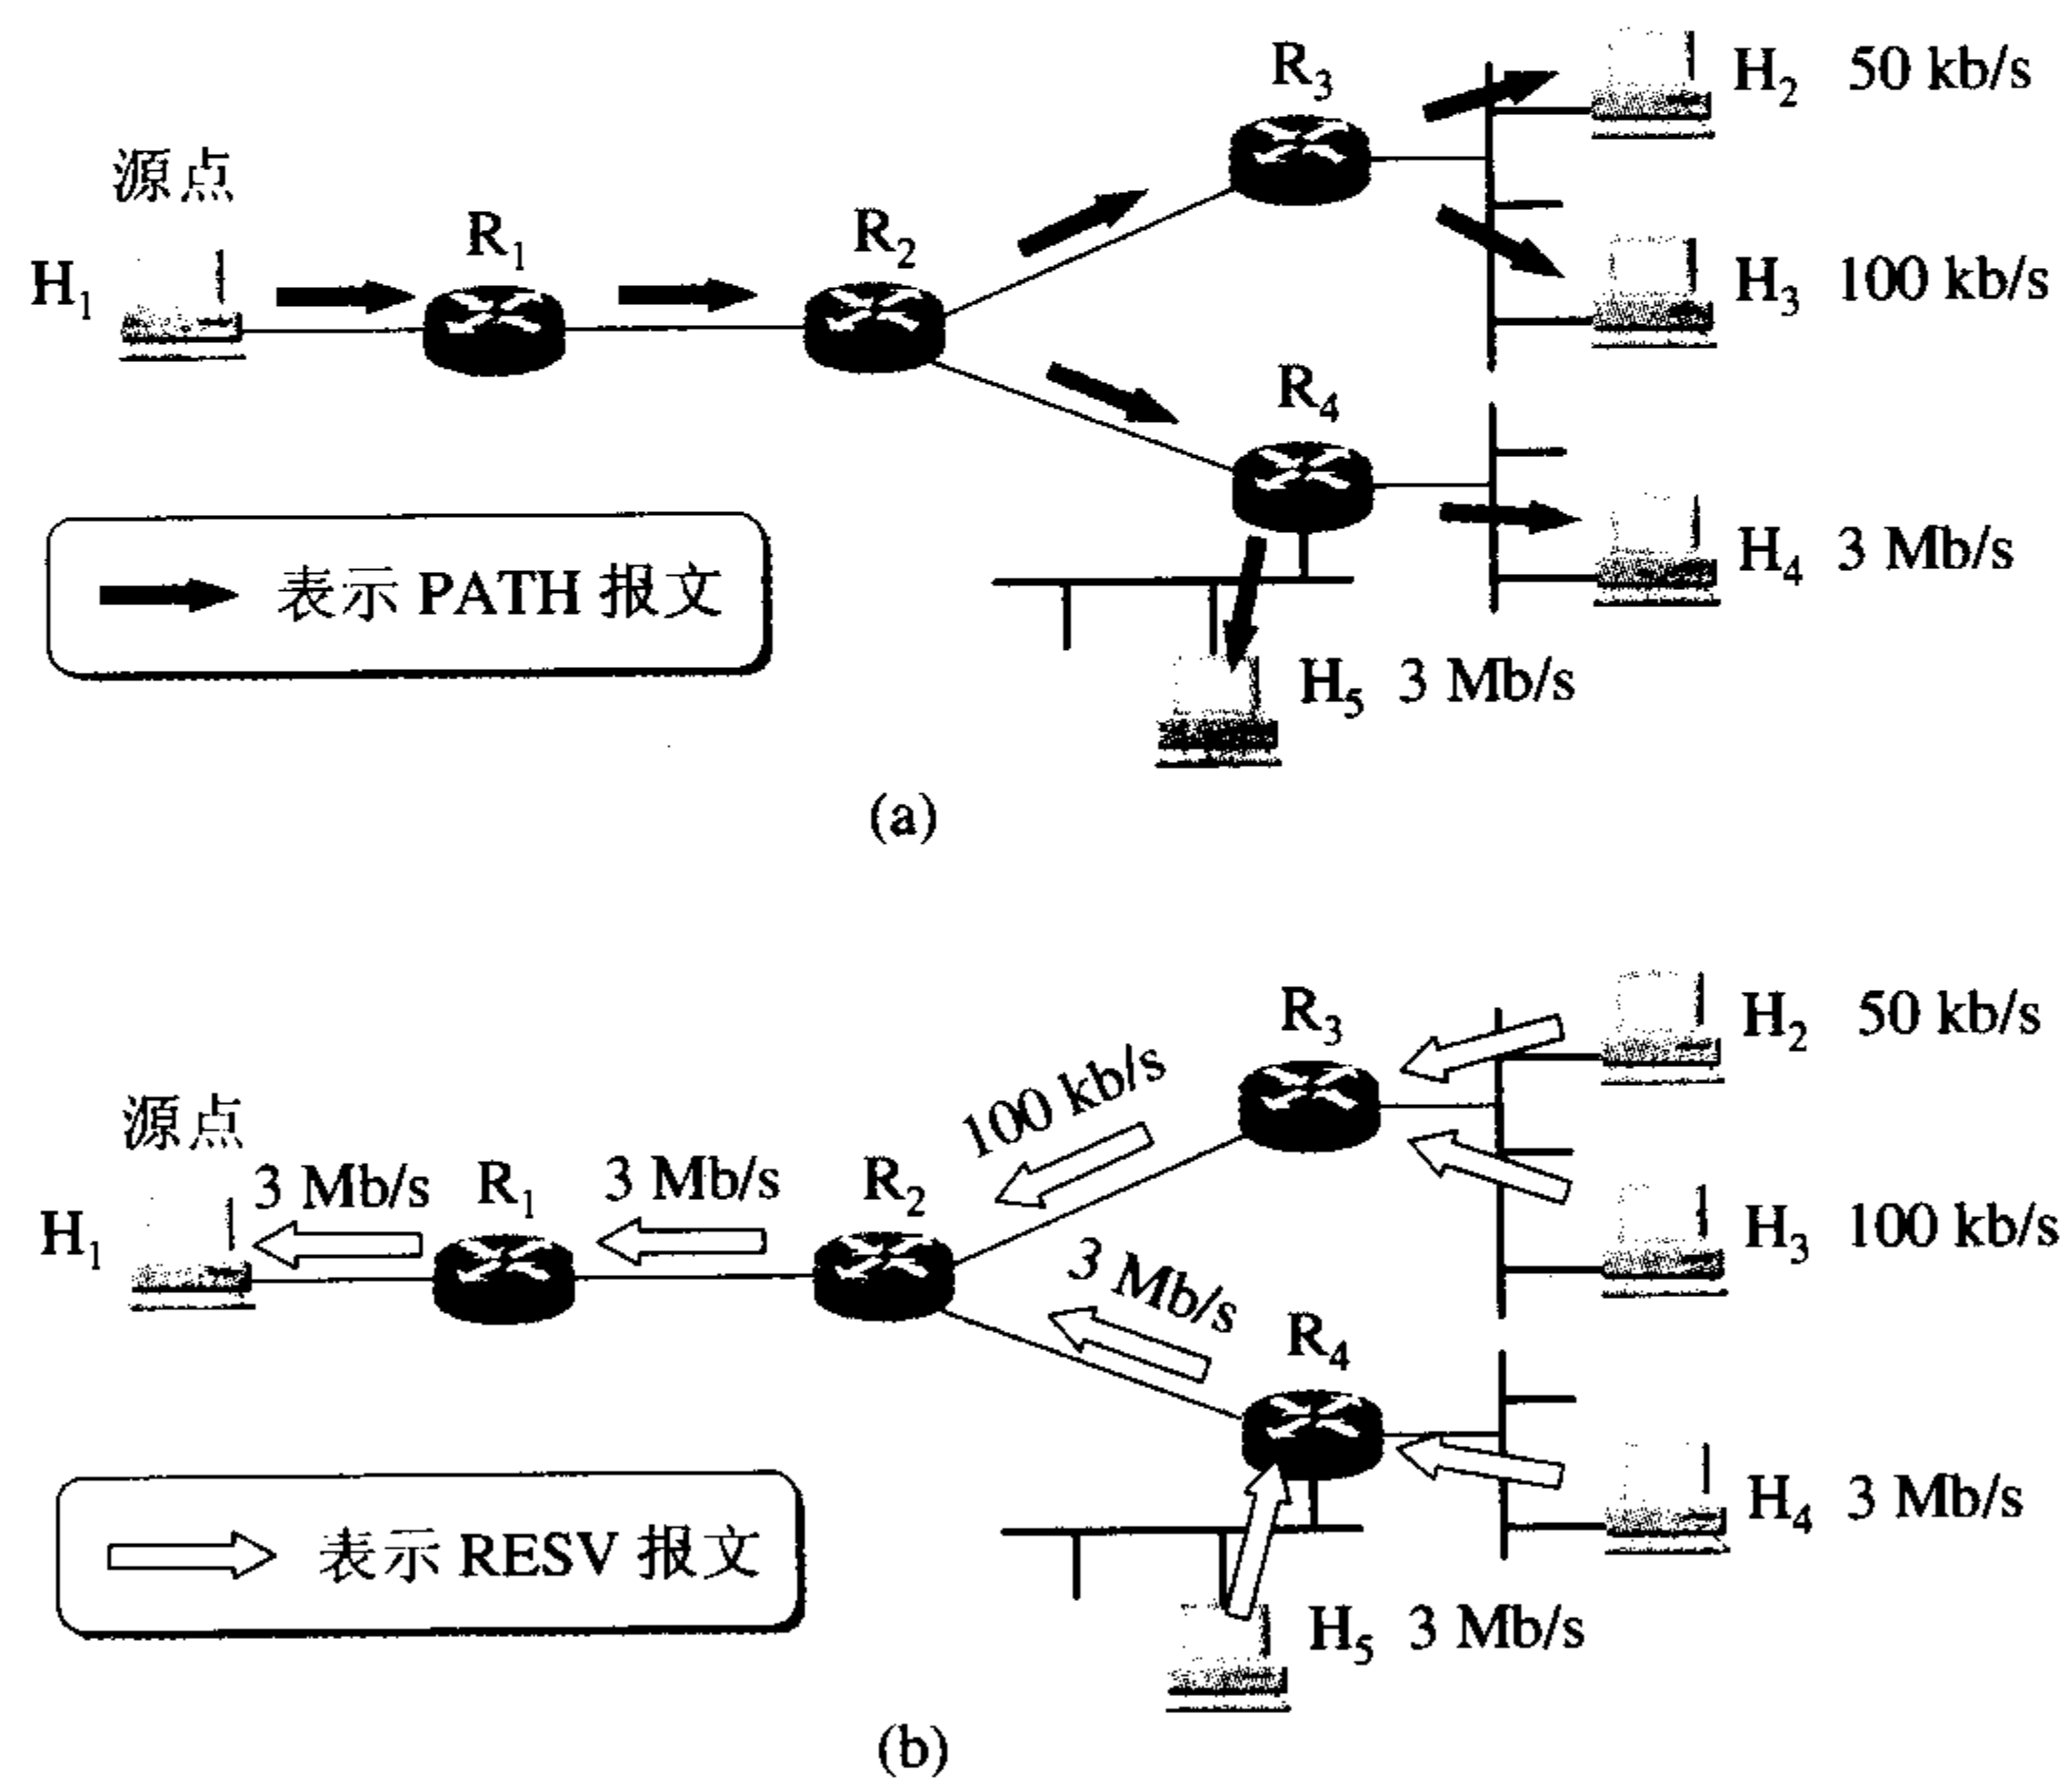 R₃
H₂ 50 kb/s
源点
R₁
R₂
H₁
H₃ 100 kb/s
R₄
表示 PATH 报文
H₄ 3 Mb/s
H₅ 3 Mb/s
(a)
R₃
H₂ 50 kb/s
100 kb/s
源点
3 Mb/s
R₁
3 Mb/s
R₂
H₁
H₃ 100 kb/s
3 Mb/s
R₄
表示 RESV 报文
H₄ 3 Mb/s
H₅ 3 Mb/s
(b)